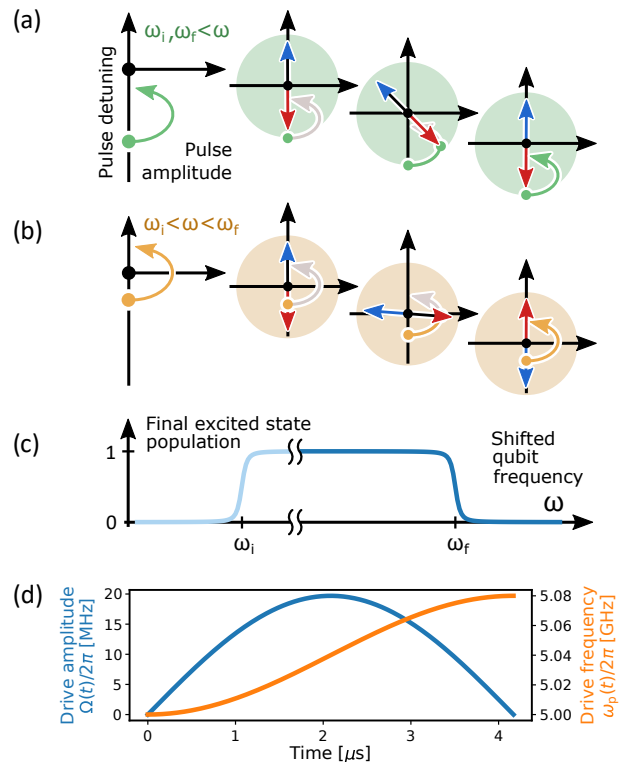 (a)
ωi,ωf<ω
Pulse detuning
Pulse
amplitude
(b)
ωi<ω<ωf
(c)
Final excited state
population
Shifted
qubit
frequency
1
0
ω
ωi
ωf
(d)
Drive amplitude
Ω(t)/2π [MHz]
20
15
10
5
0
5.08
5.06
5.04
5.02
5.00
Drive frequency
ωp(t)/2π [GHz]
0
1
2
3
4
Time [μs]